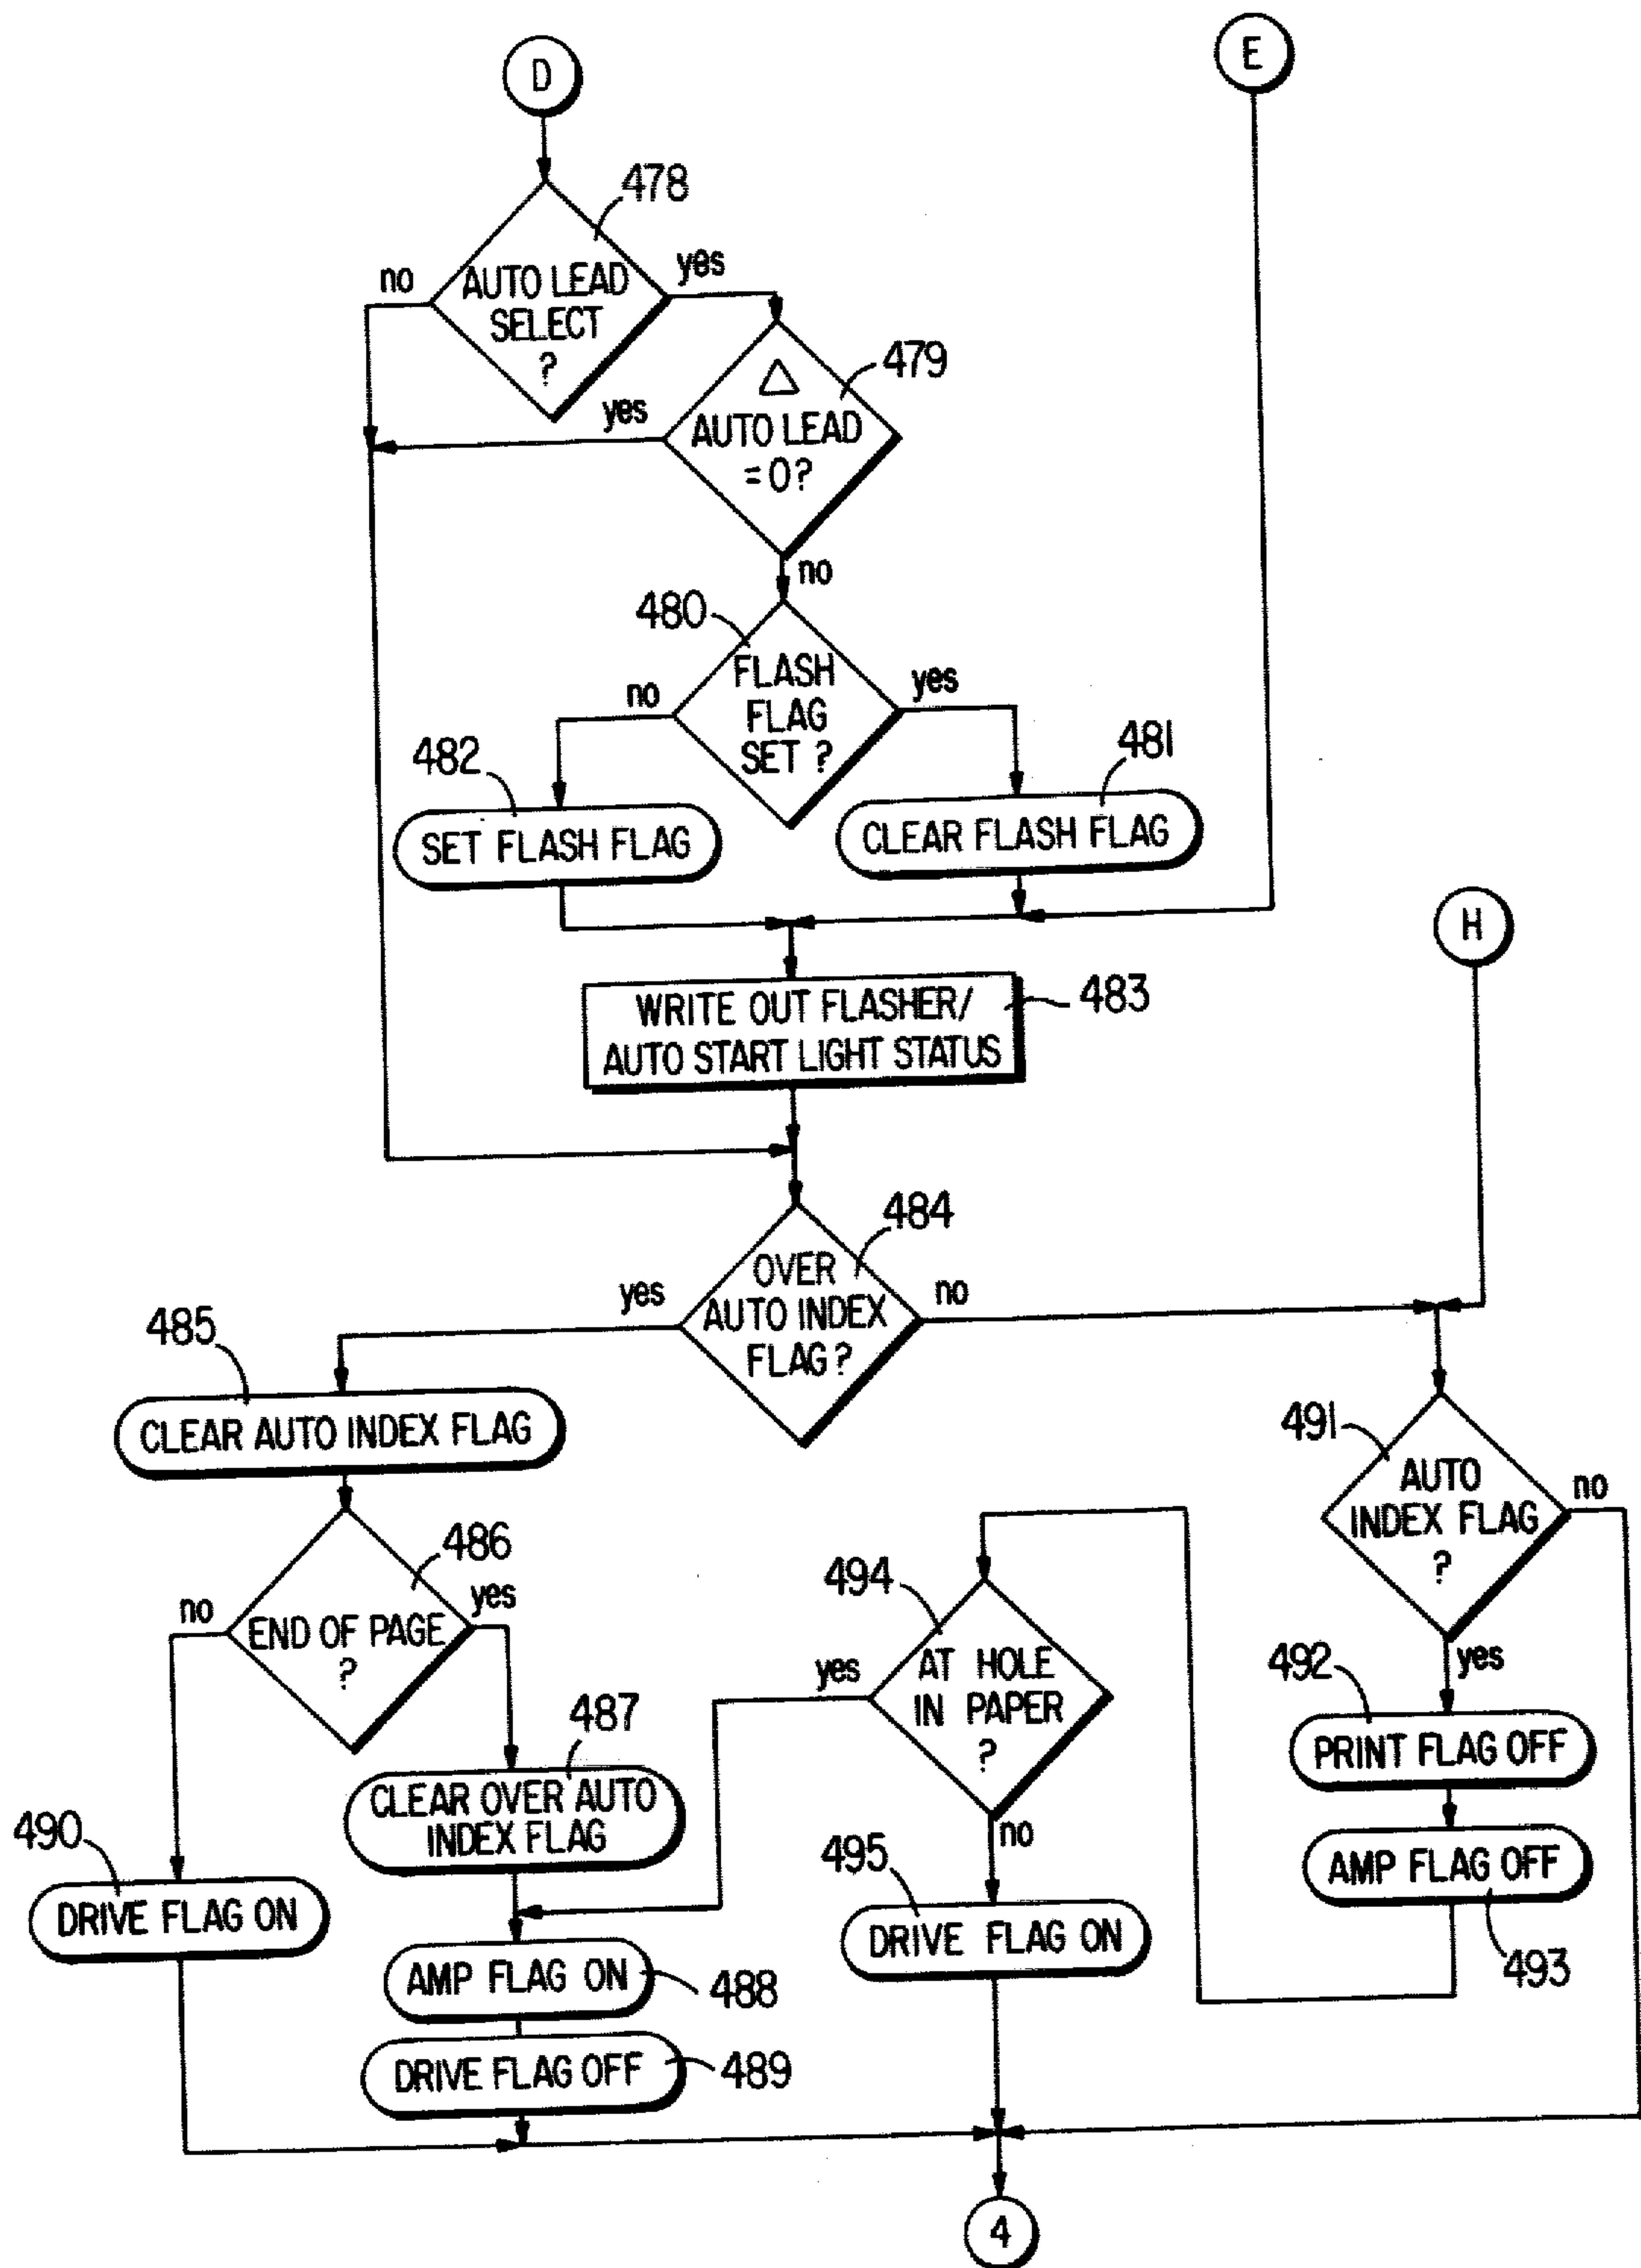 D
E
478
no
yes
AUTO LEAD
SELECT
?
479
yes
△
AUTO LEAD
=0?
no
480
FLASH
FLAG
SET ?
no
yes
482
481
SET FLASH FLAG
CLEAR FLASH FLAG
H
WRITE OUT FLASHER/
AUTO START LIGHT STATUS
483
484
yes
OVER
AUTO INDEX
FLAG?
no
485
CLEAR AUTO INDEX FLAG
491
AUTO
INDEX FLAG
?
no
486
no
yes
END OF PAGE
?
494
yes
AT HOLE
IN PAPER
?
yes
492
487
PRINT FLAG OFF
CLEAR OVER AUTO
INDEX FLAG
no
490
495
AMP FLAG OFF
DRIVE FLAG ON
DRIVE FLAG ON
493
AMP FLAG ON
488
DRIVE FLAG OFF
489
4